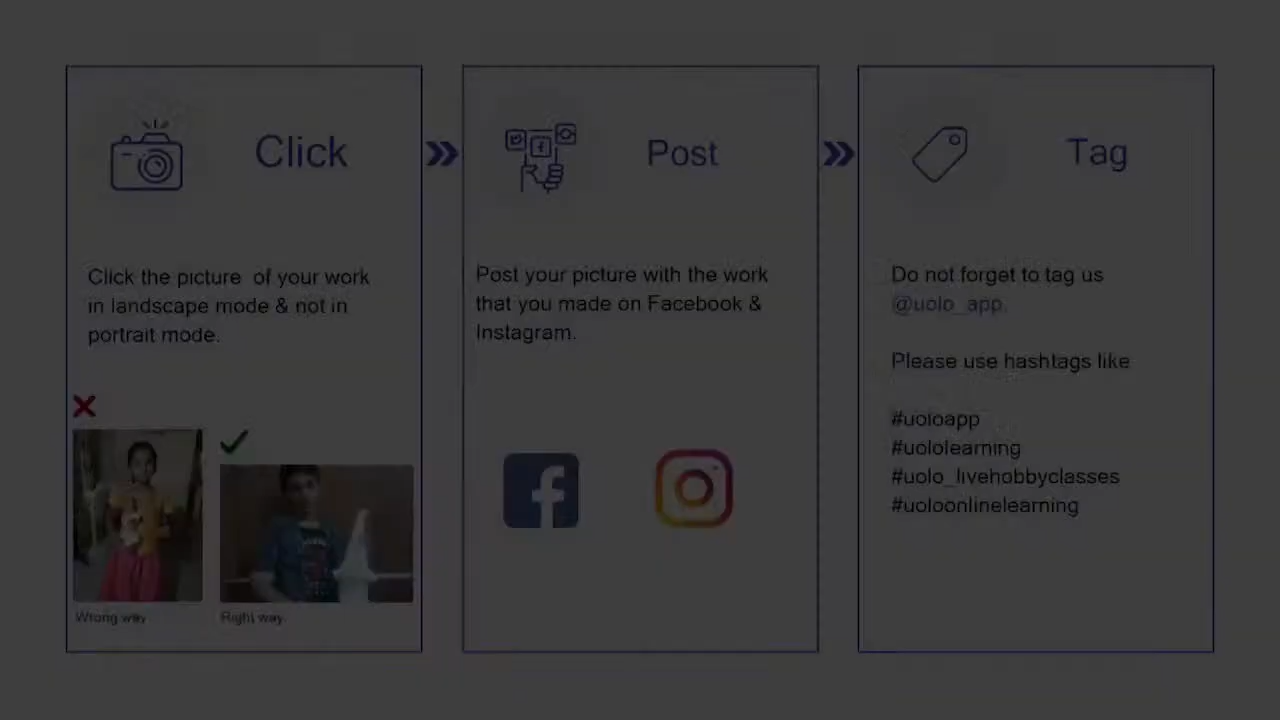 Click
Click the picture of your work
in landscape mode & not in
portrait mode.
Wrong way
Right way
Post
Post your picture with the work
that you made on Facebook &
Instagram.
Tag
Do not forget to tag us
@uolo_app.
Please use hashtags like
#uoloapp
#uololearning
#uolo_livehobbyclasses
#uoloonlinelearning